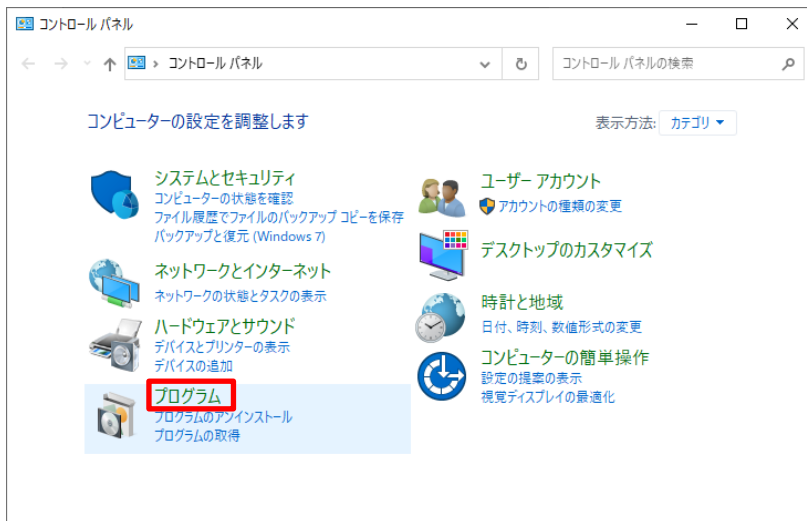 コントロール パネル
コントロール パネル
コントロール パネルの検索
コンピューターの設定を調整します
表示方法: カテゴリ
システムとセキュリティ
コンピューターの状態を確認
ファイル履歴でファイルのバックアップ コピーを保存
バックアップと復元 (Windows 7)
ネットワークとインターネット
ネットワークの状態とタスクの表示
ハードウェアとサウンド
デバイスとプリンターの表示
デバイスの追加
プログラム
プログラムのアンインストール
プログラムの取得
ユーザー アカウント
アカウントの種類の変更
デスクトップのカスタマイズ
時計と地域
日付、時刻、数値形式の変更
コンピューターの簡単操作
設定の提案の表示
視覚ディスプレイの最適化